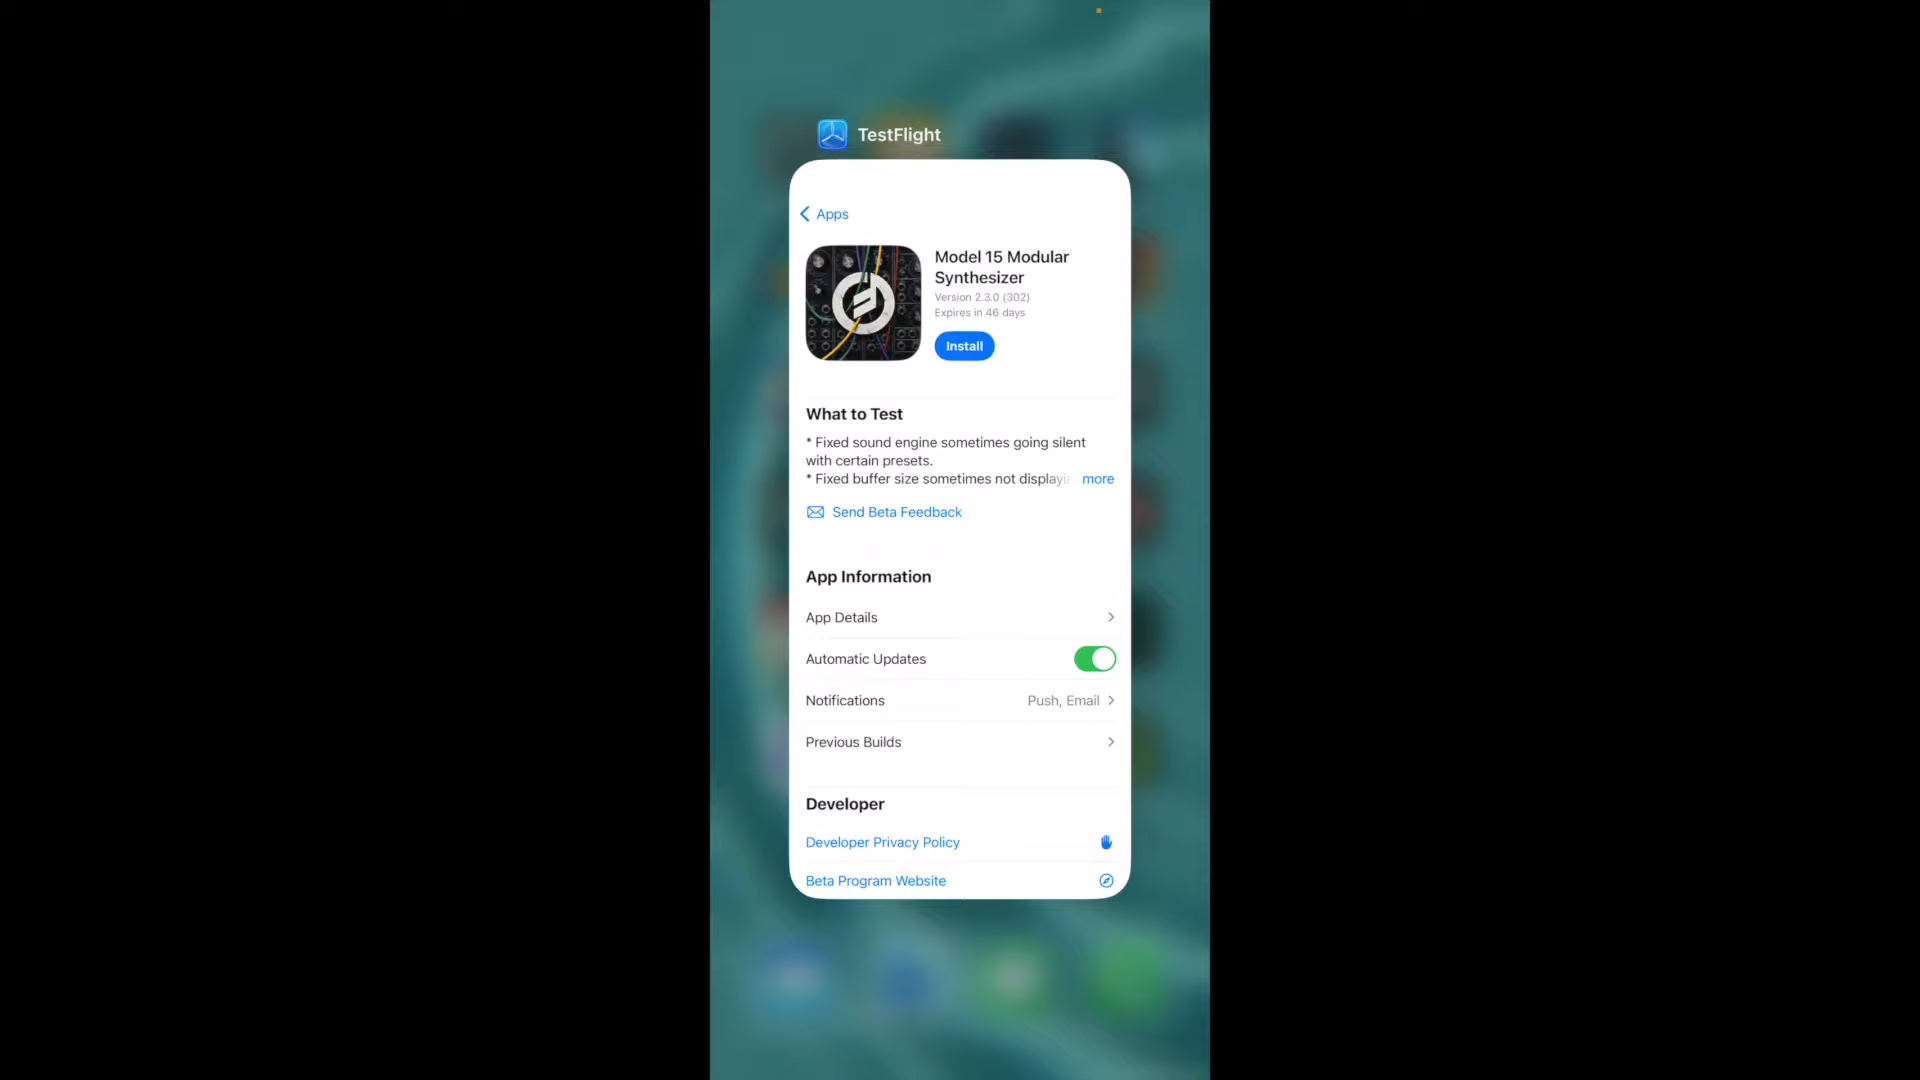 TestFlight
Apps
Model 15 Modular
Synthesizer
Version 2.3.0 (302)
Expires in 46 days
Install
What to Test
* Fixed sound engine sometimes going silent
with certain presets.
* Fixed buffer size sometimes not displayi more
Send Beta Feedback
App Information
App Details
Automatic Updates
Notifications Push, Email
Previous Builds
Developer
Developer Privacy Policy
Beta Program Website